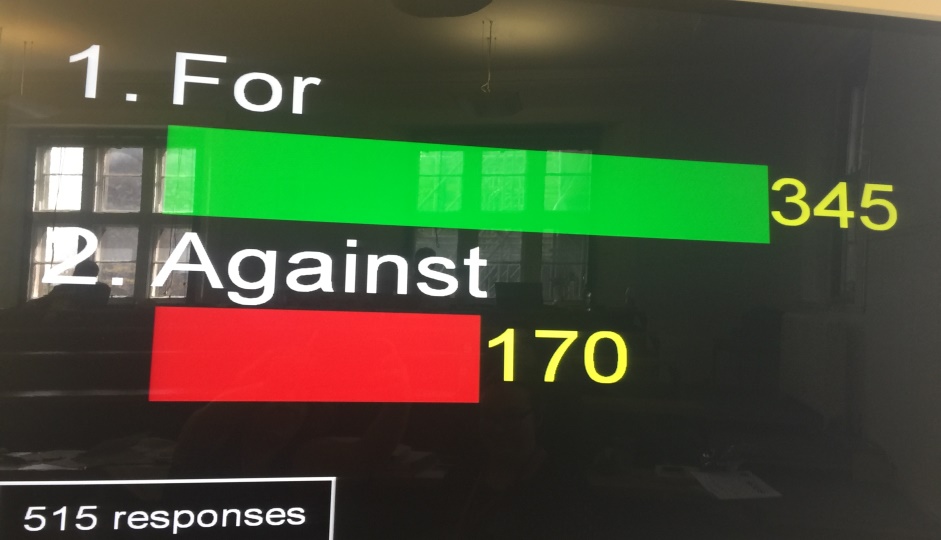 1. For
345
2. Against
170
515 responses